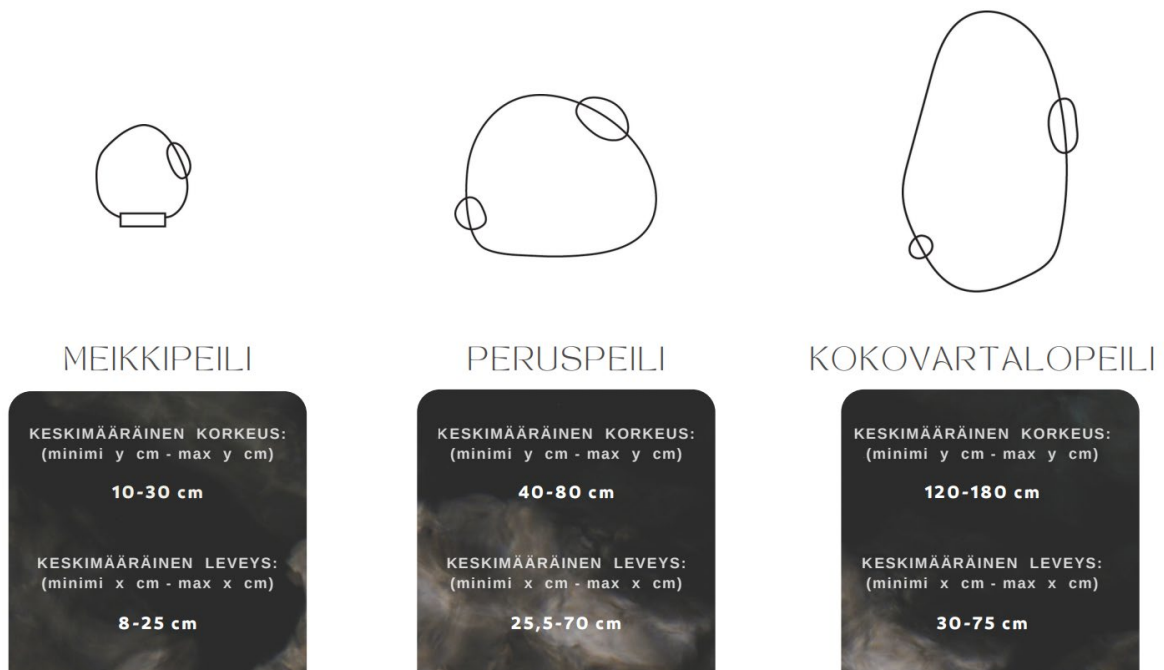 MEIKKIPEILI
KESKIMÄÄRÄINEN KORKEUS:
(minimi y cm - max y cm)
10-30 cm
KESKIMÄÄRÄINEN LEVEYS:
(minimi x cm - max x cm)
8-25 cm
PERUSPEILI
KESKIMÄÄRÄINEN KORKEUS:
(minimi y cm - max y cm)
40-80 cm
KESKIMÄÄRÄINEN LEVEYS:
(minimi x cm - max x cm)
25,5-70 cm
KOKOVARTALOPEILI
KESKIMÄÄRÄINEN KORKEUS:
(minimi y cm - max y cm)
120-180 cm
KESKIMÄÄRÄINEN LEVEYS:
(minimi x cm - max x cm)
30-75 cm